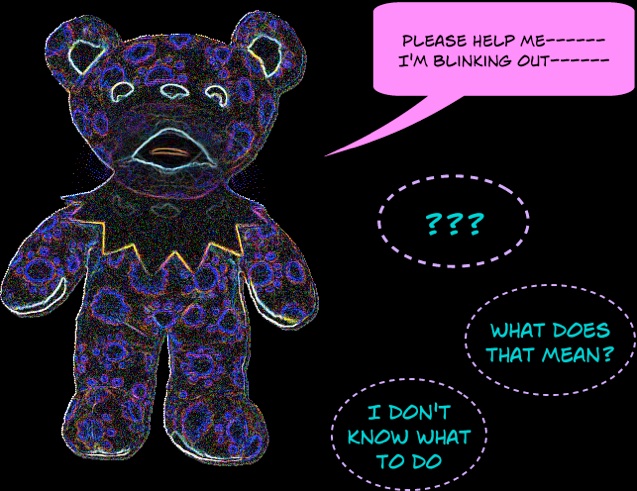 PLEASE HELP ME------
I'M BLINKING OUT------
???
WHAT DOES
THAT MEAN?
I DON'T
KNOW WHAT
TO DO